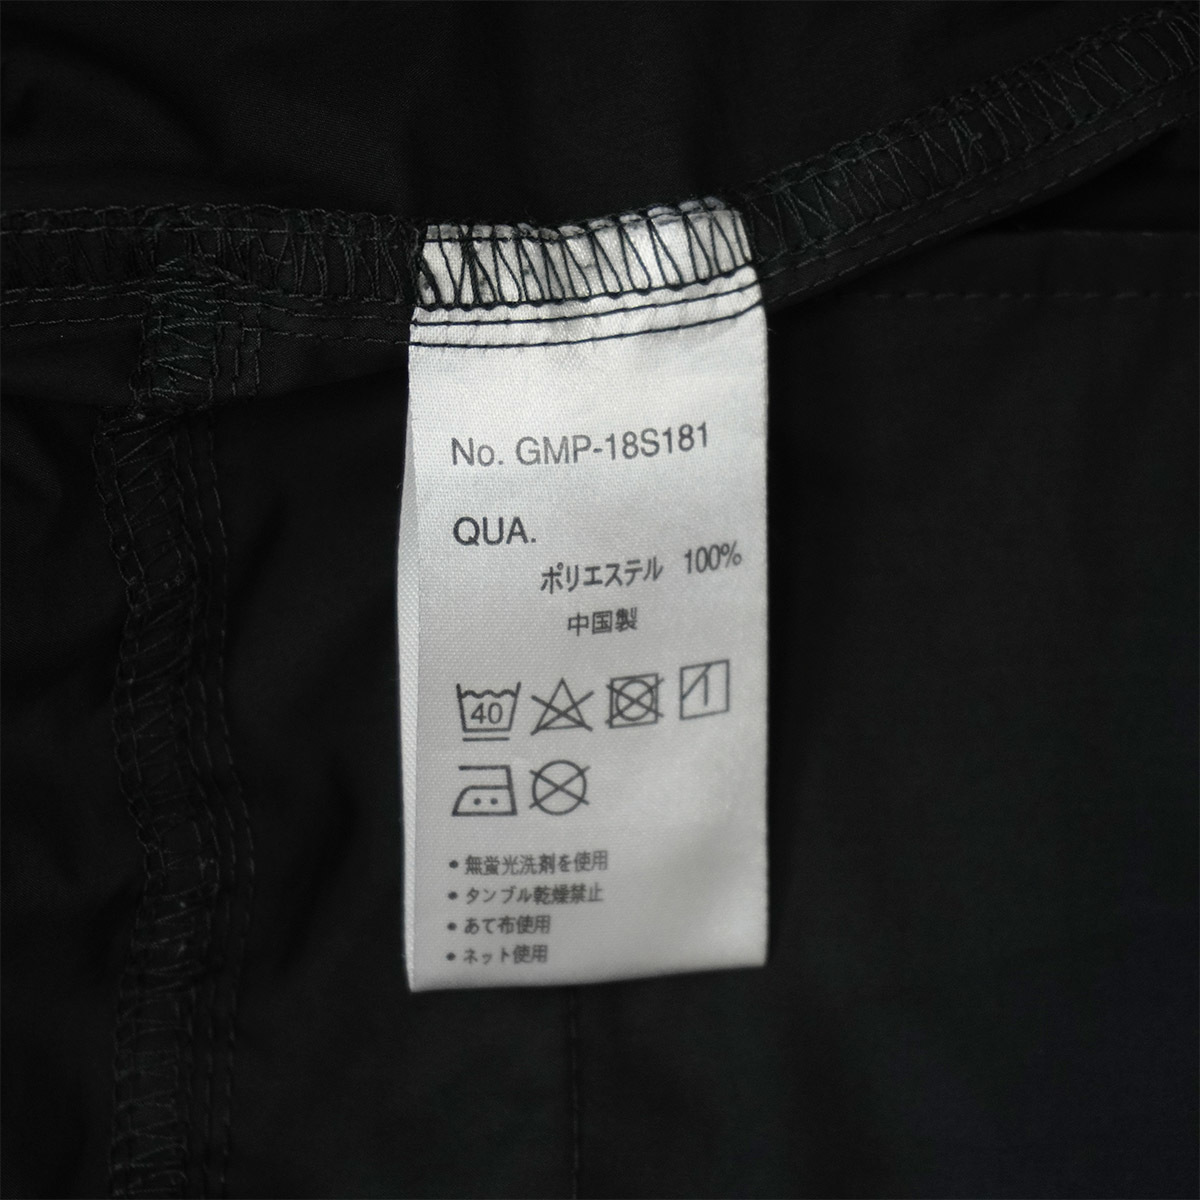 No. GMP-18S181
QUA.
ポリエステル 100%
中国製
40
• 無蛍光洗剤を使用
• タンブル乾燥禁止
• あて布使用
• ネット使用